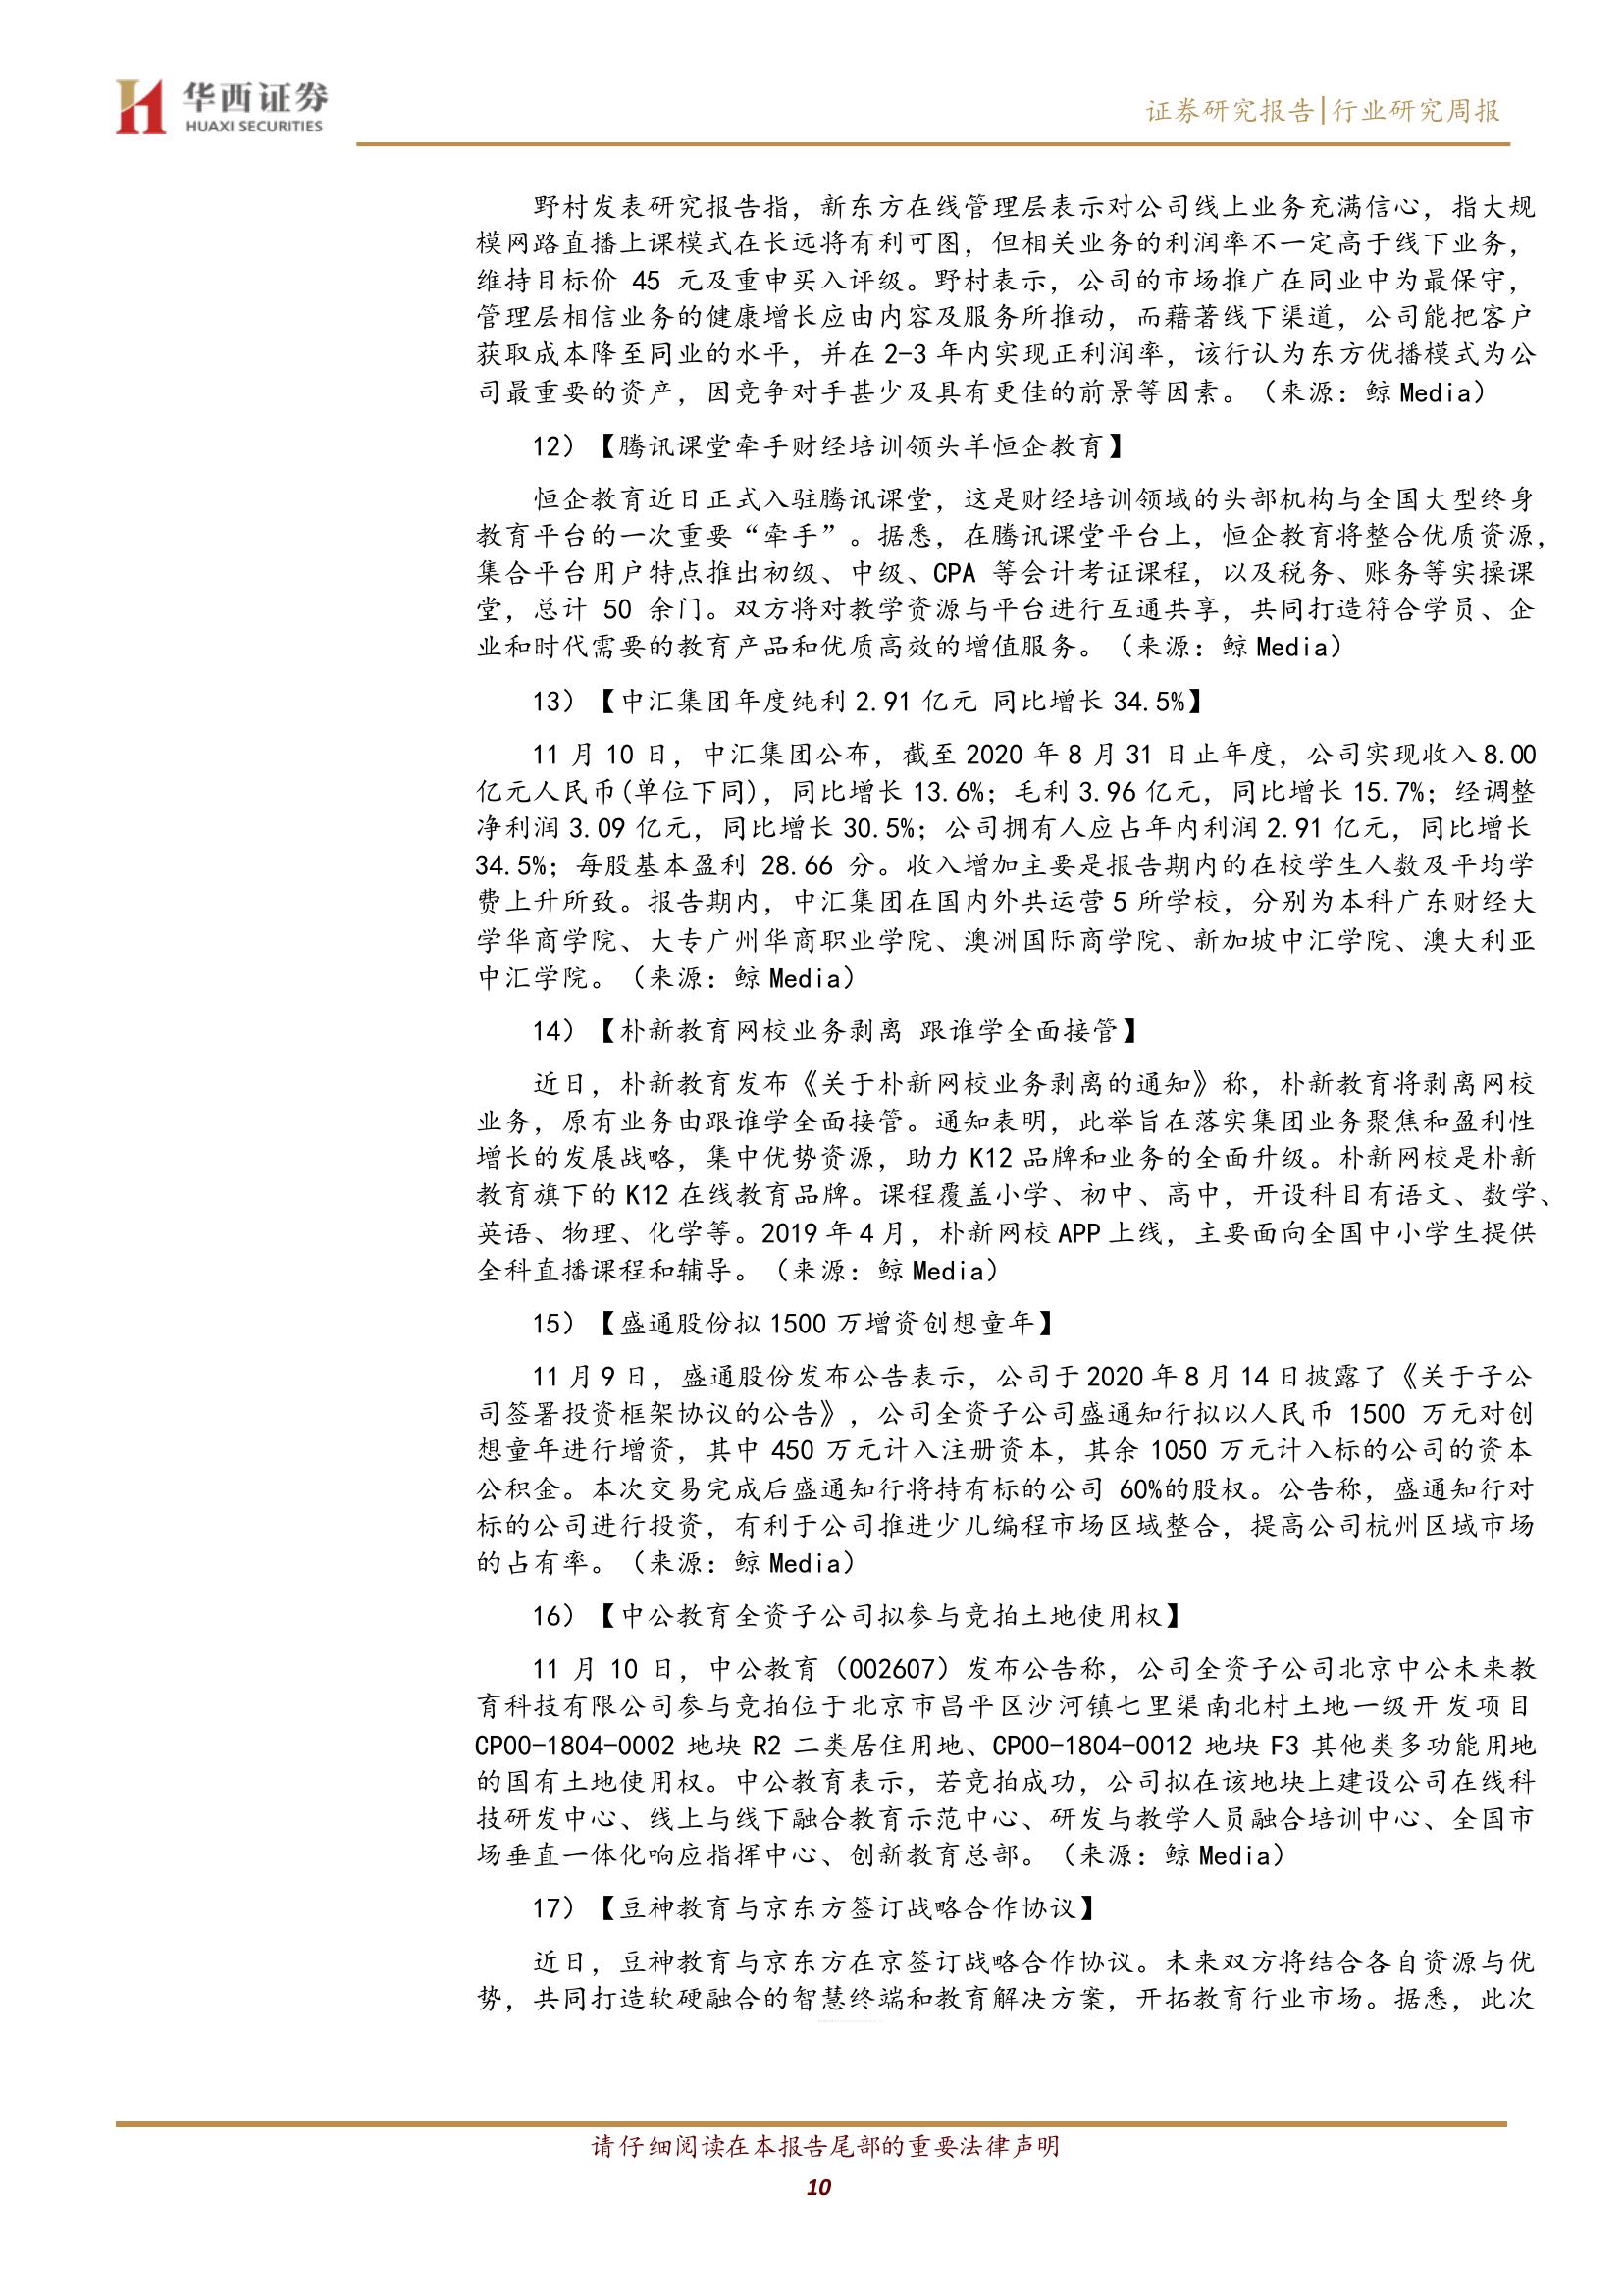 华西证券
HUAXI SECURITIES
证券研究报告|行业研究周报
野村发表研究报告指，新东方在线管理层表示对公司线上业务充满信心，指大规
模网路直播上课模式在长远将有利可图，但相关业务的利润率不一定高于线下业务，
维持目标价 45 元及重申买入评级。野村表示，公司的市场推广在同业中为最保守，
管理层相信业务的健康增长应由内容及服务所推动，而藉著线下渠道，公司能把客户
获取成本降至同业的水平，并在 2-3 年内实现正利润率，该行认为东方优播模式为公
司最重要的资产，因竞争对手甚少及具有更佳的前景等因素。（来源：鲸 Media）
12）【腾讯课堂牵手财经培训领头羊恒企教育】
恒企教育近日正式入驻腾讯课堂，这是财经培训领域的头部机构与全国大型终身
教育平台的一次重要“牵手”。据悉，在腾讯课堂平台上，恒企教育将整合优质资源，
集合平台用户特点推出初级、中级、CPA 等会计考证课程，以及税务、账务等实操课
堂，总计 50 余门。双方将对教学资源与平台进行互通共享，共同打造符合学员、企
业和时代需要的教育产品和优质高效的增值服务。（来源：鲸 Media）
13）【中汇集团年度纯利 2.91 亿元 同比增长 34.5%】
11 月 10 日，中汇集团公布，截至 2020 年 8 月 31 日止年度，公司实现收入 8.00
亿元人民币(单位下同)，同比增长 13.6%；毛利 3.96 亿元，同比增长 15.7%；经调整
净利润 3.09 亿元，同比增长 30.5%；公司拥有人应占年内利润 2.91 亿元，同比增长
34.5%；每股基本盈利 28.66 分。收入增加主要是报告期内的在校学生人数及平均学
费上升所致。报告期内，中汇集团在国内外共运营 5 所学校，分别为本科广东财经大
学华商学院、大专广州华商职业学院、澳洲国际商学院、新加坡中汇学院、澳大利亚
中汇学院。（来源：鲸 Media）
14）【朴新教育网校业务剥离 跟谁学全面接管】
近日，朴新教育发布《关于朴新网校业务剥离的通知》称，朴新教育将剥离网校
业务，原有业务由跟谁学全面接管。通知表明，此举旨在落实集团业务聚焦和盈利性
增长的发展战略，集中优势资源，助力 K12 品牌和业务的全面升级。朴新网校是朴新
教育旗下的 K12 在线教育品牌。课程覆盖小学、初中、高中，开设科目有语文、数学、
英语、物理、化学等。2019 年 4 月，朴新网校 APP 上线，主要面向全国中小学生提供
全科直播课程和辅导。（来源：鲸 Media）
15）【盛通股份拟 1500 万增资创想童年】
11 月 9 日，盛通股份发布公告表示，公司于 2020 年 8 月 14 日披露了《关于子公
司签署投资框架协议的公告》，公司全资子公司盛通知行拟以人民币 1500 万元对创
想童年进行增资，其中 450 万元计入注册资本，其余 1050 万元计入标的公司的资本
公积金。本次交易完成后盛通知行将持有标的公司 60%的股权。公告称，盛通知行对
标的公司进行投资，有利于公司推进少儿编程市场区域整合，提高公司杭州区域市场
的占有率。（来源：鲸 Media）
16）【中公教育全资子公司拟参与竞拍土地使用权】
11 月 10 日，中公教育（002607）发布公告称，公司全资子公司北京中公未来教
育科技有限公司参与竞拍位于北京市昌平区沙河镇七里渠南北村土地一级开发项目
CP00-1804-0002 地块 R2 二类居住用地、CP00-1804-0012 地块 F3 其他类多功能用地
的国有土地使用权。中公教育表示，若竞拍成功，公司拟在该地块上建设公司在线科
技研发中心、线上与线下融合教育示范中心、研发与教学人员融合培训中心、全国市
场垂直一体化响应指挥中心、创新教育总部。（来源：鲸 Media）
17）【豆神教育与京东方签订战略合作协议】
近日，豆神教育与京东方在京签订战略合作协议。未来双方将结合各自资源与优
势，共同打造软硬融合的智慧终端和教育解决方案，开拓教育行业市场。据悉，此次
请仔细阅读在本报告尾部的重要法律声明
10